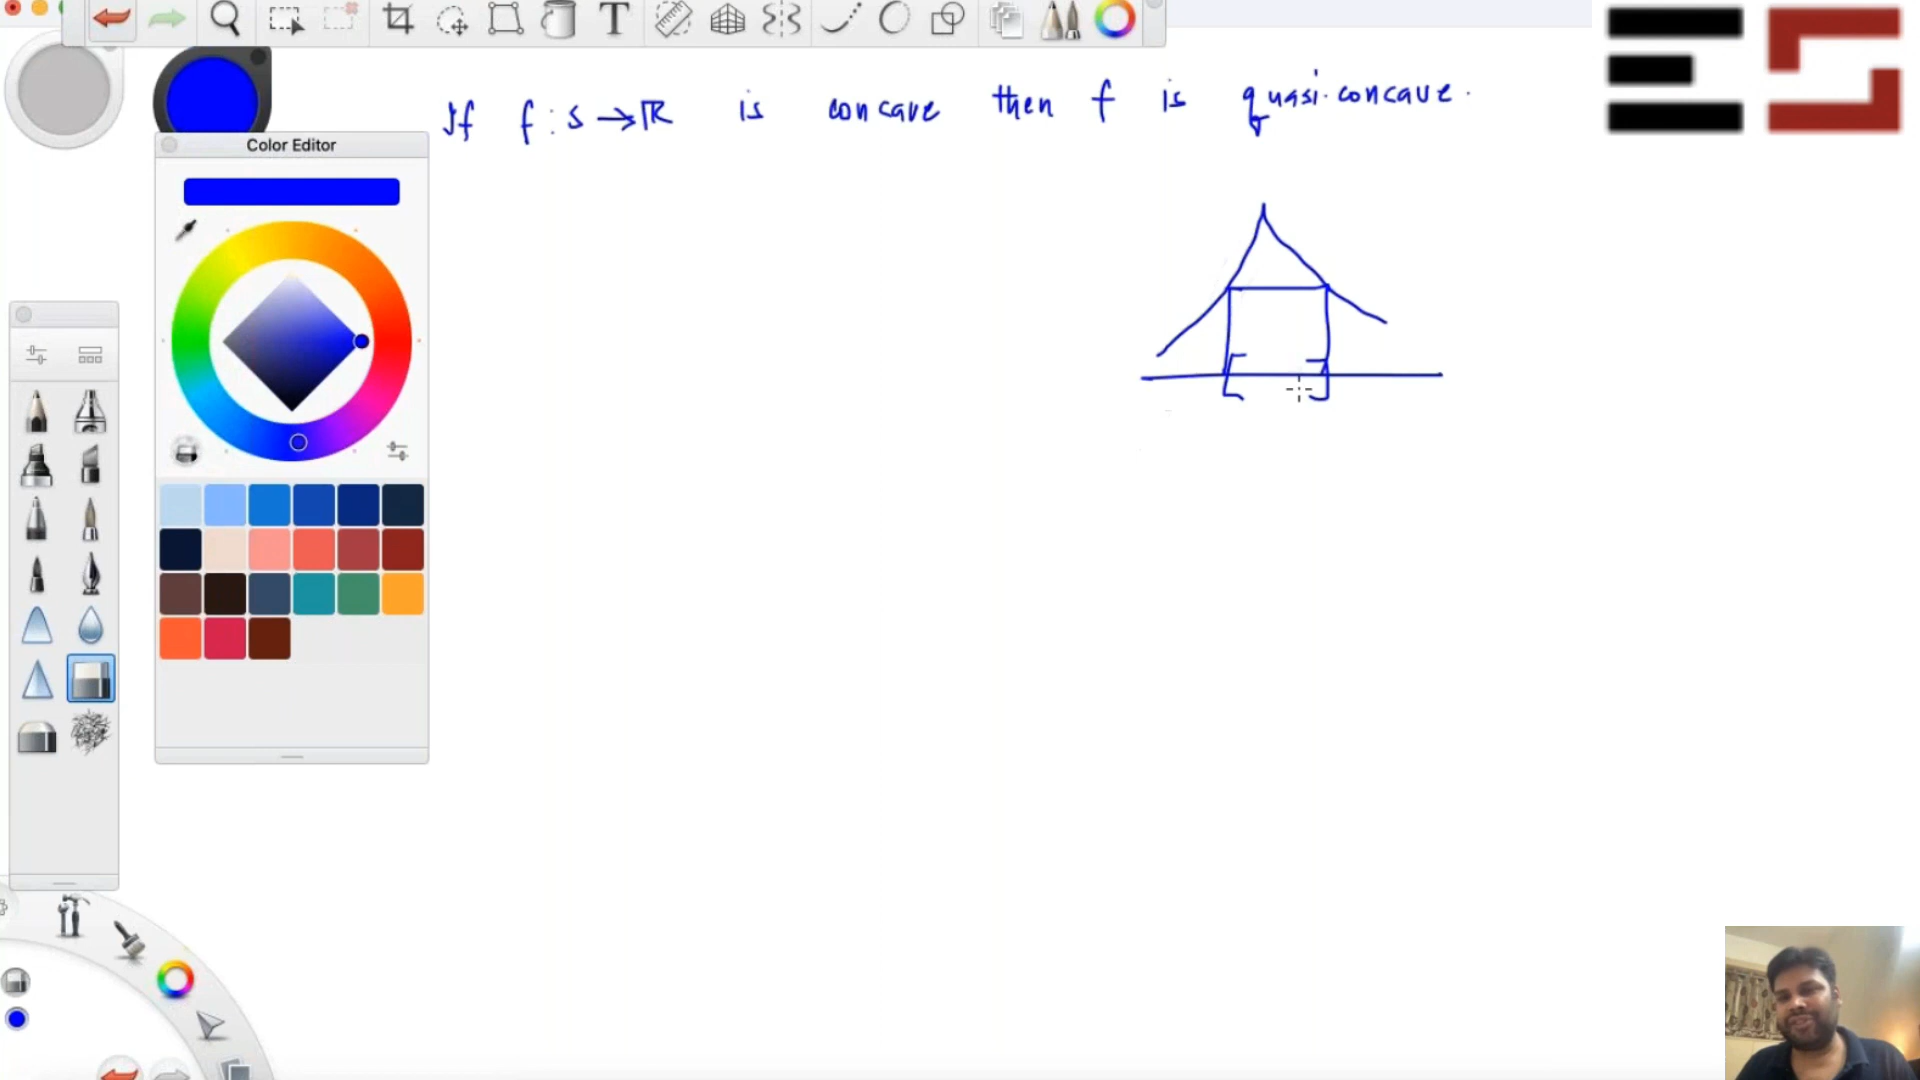 If f : S → ℝ is concave then f is quasi-concave.
Color Editor